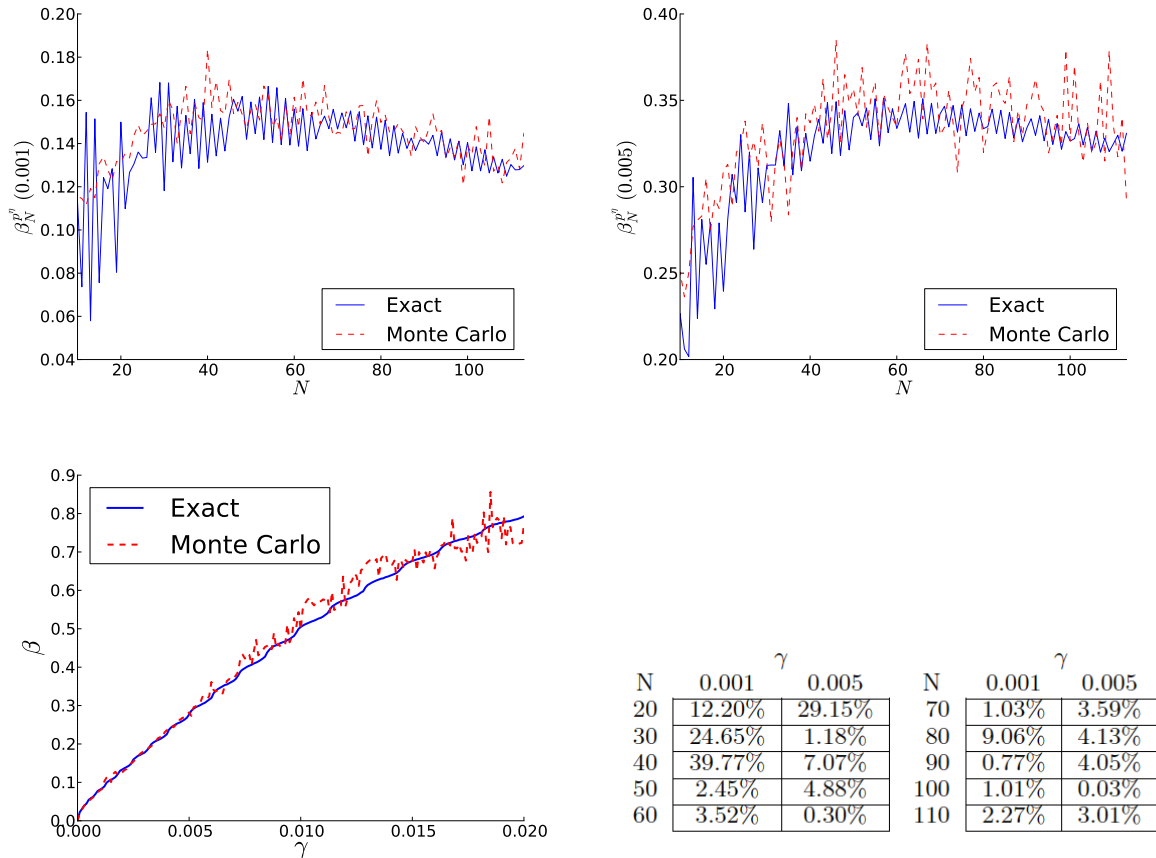 0.20
0.18
0.16
0.14
0.12
0.10
0.08
0.06
0.04
β_N^{p^η} (0.001)
20 40 60 80 100
N
Exact
Monte Carlo
0.40
0.35
0.30
0.25
0.20
β_N^{p^η} (0.005)
20 40 60 80 100
N
Exact
Monte Carlo
0.9
0.8
0.7
0.6
0.5
0.4
0.3
0.2
0.1
0.0
β
0.000 0.005 0.010 0.015 0.020
γ
Exact
Monte Carlo
γ
N 0.001 0.005
20 12.20% 29.15%
30 24.65% 1.18%
40 39.77% 7.07%
50 2.45% 4.88%
60 3.52% 0.30%
γ
N 0.001 0.005
70 1.03% 3.59%
80 9.06% 4.13%
90 0.77% 4.05%
100 1.01% 0.03%
110 2.27% 3.01%